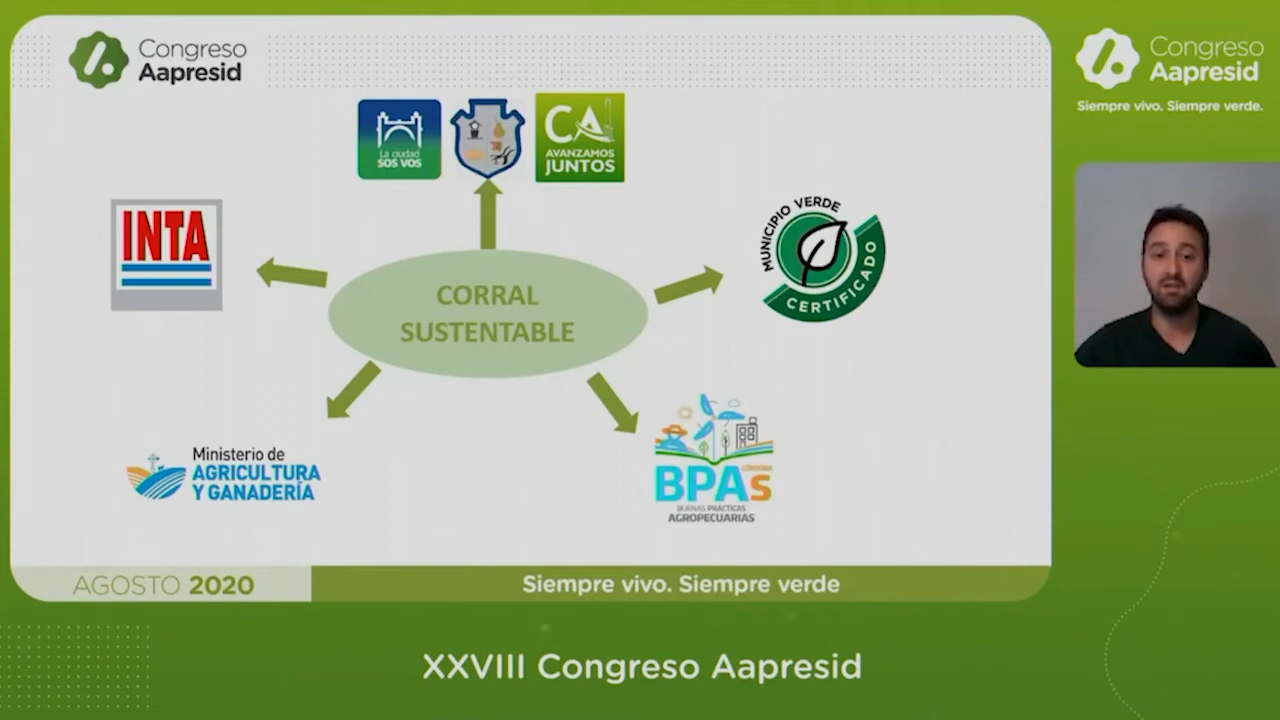 Congreso
Aapresid
Congreso
Aapresid
Siempre vivo. Siempre verde.
La ciudad
SOS VOS
CA
AVANZAMOS
JUNTOS
INTA
MUNICIPIO VERDE
CERTIFICADO
CORRAL
SUSTENTABLE
Ministerio de
AGRICULTURA
Y GANADERÍA
CÓRDOBA
BPAs
BUENAS PRÁCTICAS
AGROPECUARIAS
AGOSTO 2020
Siempre vivo. Siempre verde
XXVIII Congreso Aapresid